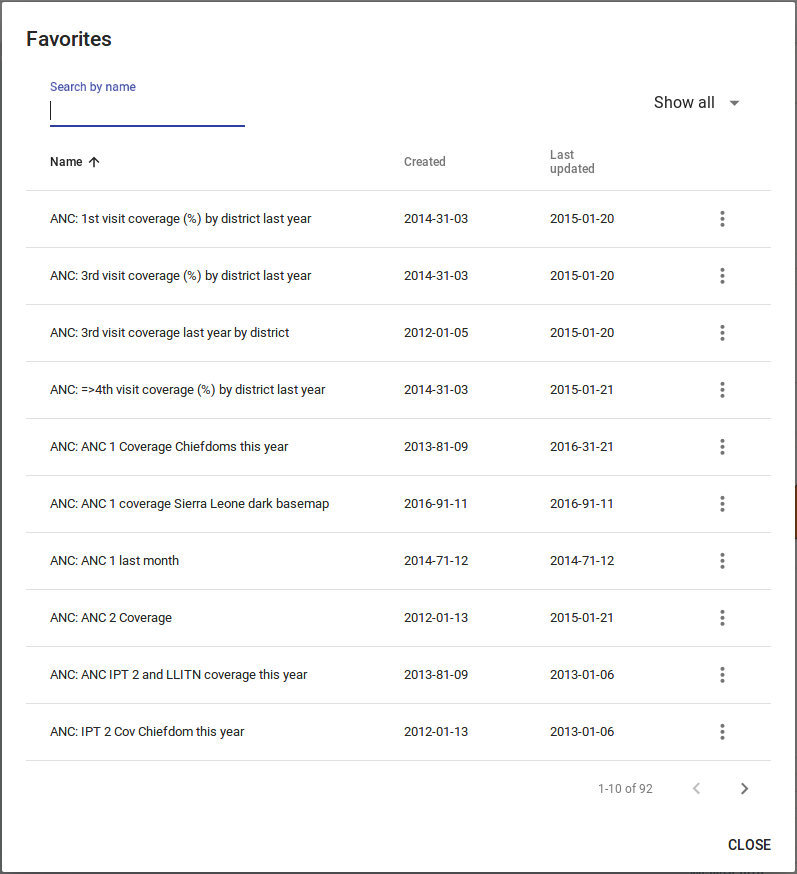 Favorites
Search by name
Show all
Name Created Last updated
ANC: 1st visit coverage (%) by district last year 2014-31-03 2015-01-20
ANC: 3rd visit coverage (%) by district last year 2014-31-03 2015-01-20
ANC: 3rd visit coverage last year by district 2012-01-05 2015-01-20
ANC: =>4th visit coverage (%) by district last year 2014-31-03 2015-01-21
ANC: ANC 1 Coverage Chiefdoms this year 2013-81-09 2016-31-21
ANC: ANC 1 coverage Sierra Leone dark basemap 2016-91-11 2016-91-11
ANC: ANC 1 last month 2014-71-12 2014-71-12
ANC: ANC 2 Coverage 2012-01-13 2015-01-21
ANC: ANC IPT 2 and LLITN coverage this year 2013-81-09 2013-01-06
ANC: IPT 2 Cov Chiefdom this year 2012-01-13 2013-01-06
1-10 of 92
CLOSE